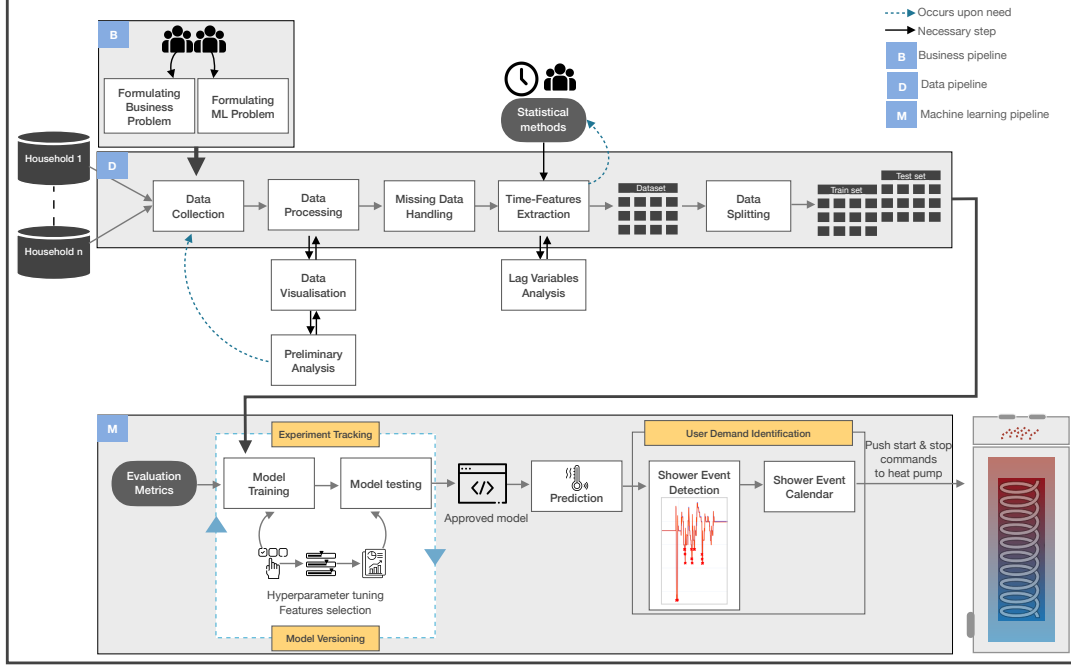 Occurs upon need
Necessary step
B
Business pipeline
D
Data pipeline
M
Machine learning pipeline
B
Formulating
Business
Problem
Formulating
ML Problem
Statistical
methods
Household 1
Household n
D
Data
Collection
Data
Processing
Missing Data
Handling
Time-Features
Extraction
Dataset
Data
Splitting
Train set
Test set
Data
Visualisation
Lag Variables
Analysis
Preliminary
Analysis
M
Experiment Tracking
User Demand Identification
Evaluation
Metrics
Model
Training
Model testing
Approved model
Prediction
Shower Event
Detection
Shower Event
Calendar
Push start & stop
commands
to heat pump
Hyperparameter tuning
Features selection
Model Versioning